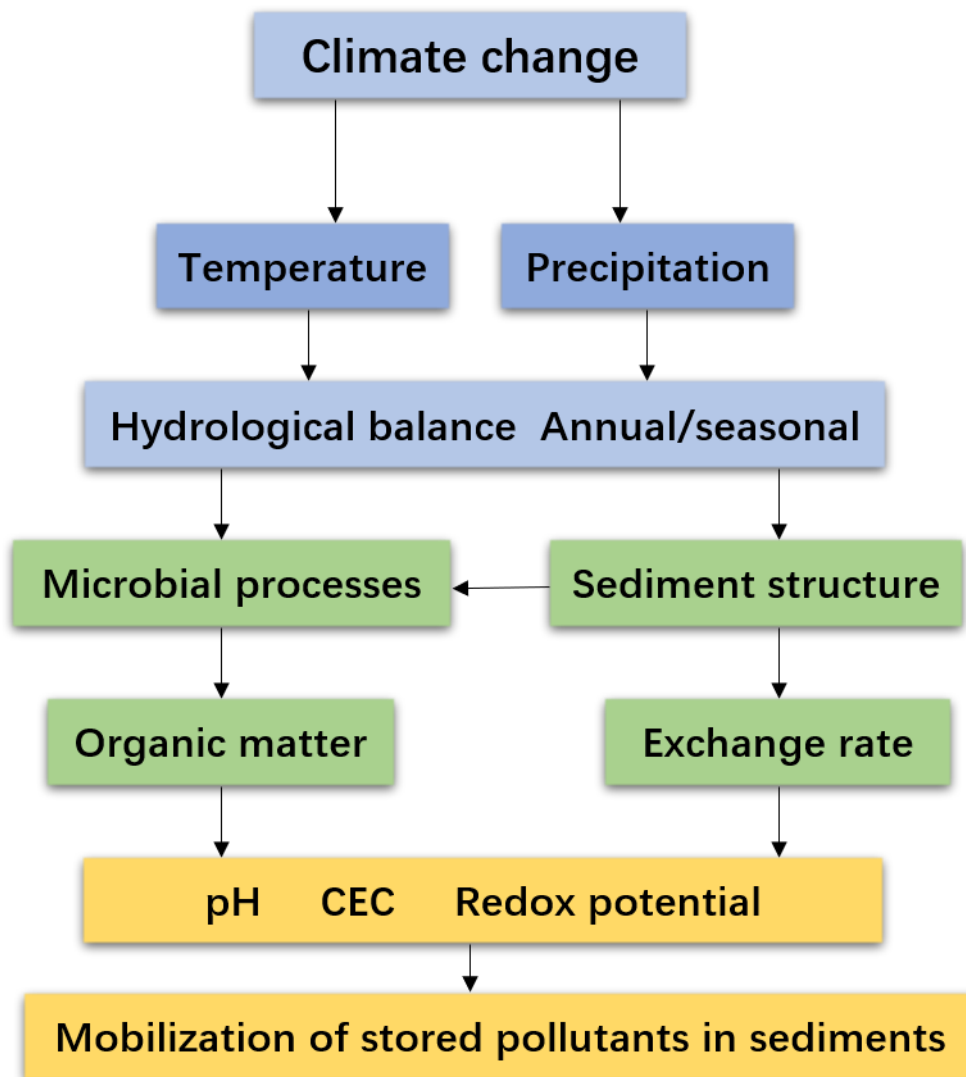 Climate change
Temperature Precipitation
Hydrological balance Annual/seasonal
Microbial processes Sediment structure
Organic matter Exchange rate
pH CEC Redox potential
Mobilization of stored pollutants in sediments